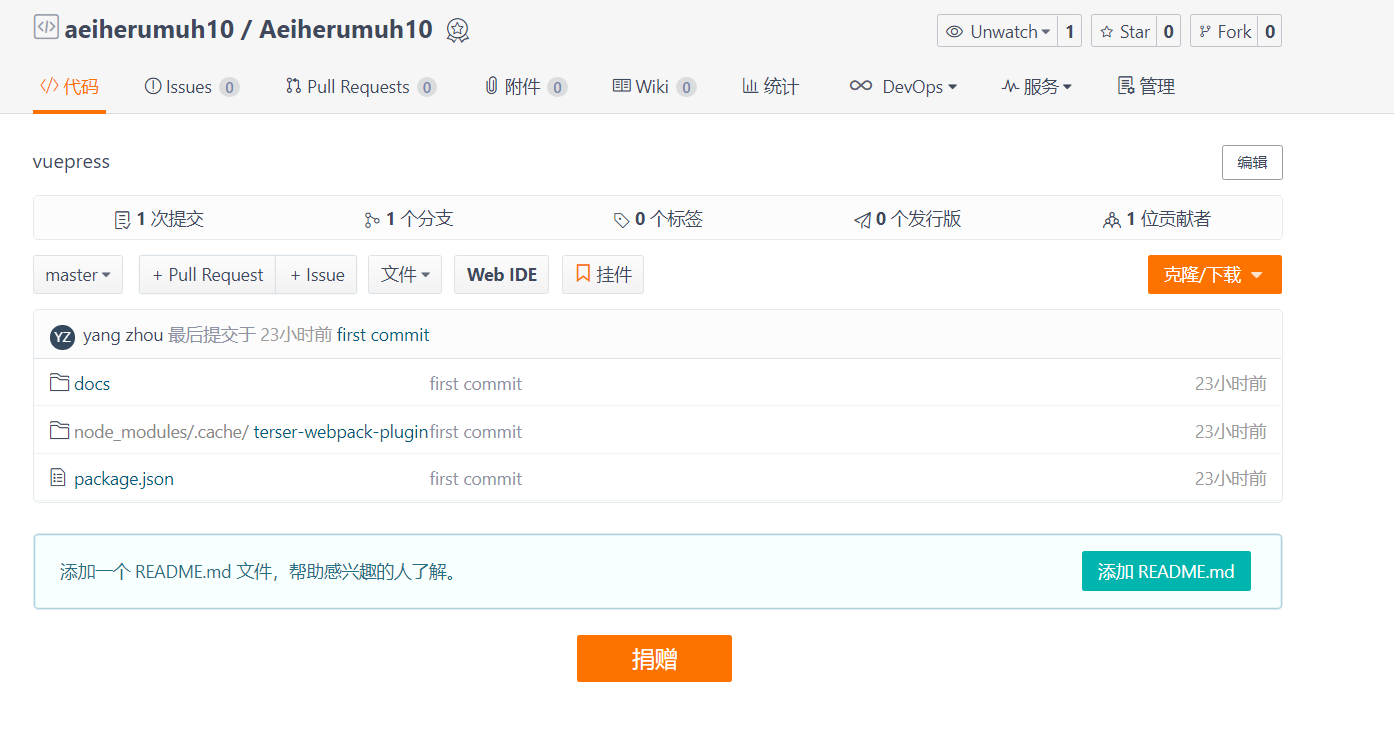 aeiherumuh10 / Aeiherumuh10 Unwatch 1 Star 0 Fork 0
代码 Issues 0 Pull Requests 0 附件 0 Wiki 0 统计 DevOps 服务 管理
vuepress 编辑
1 次提交 1 个分支 0 个标签 0 个发行版 1 位贡献者
master + Pull Request + Issue 文件 Web IDE 挂件 克隆/下载
YZ yang zhou 最后提交于 23小时前 first commit
docs first commit 23小时前
node_modules/.cache/ terser-webpack-plugin first commit 23小时前
package.json first commit 23小时前
添加一个 README.md 文件，帮助感兴趣的人了解。 添加 README.md
捐赠